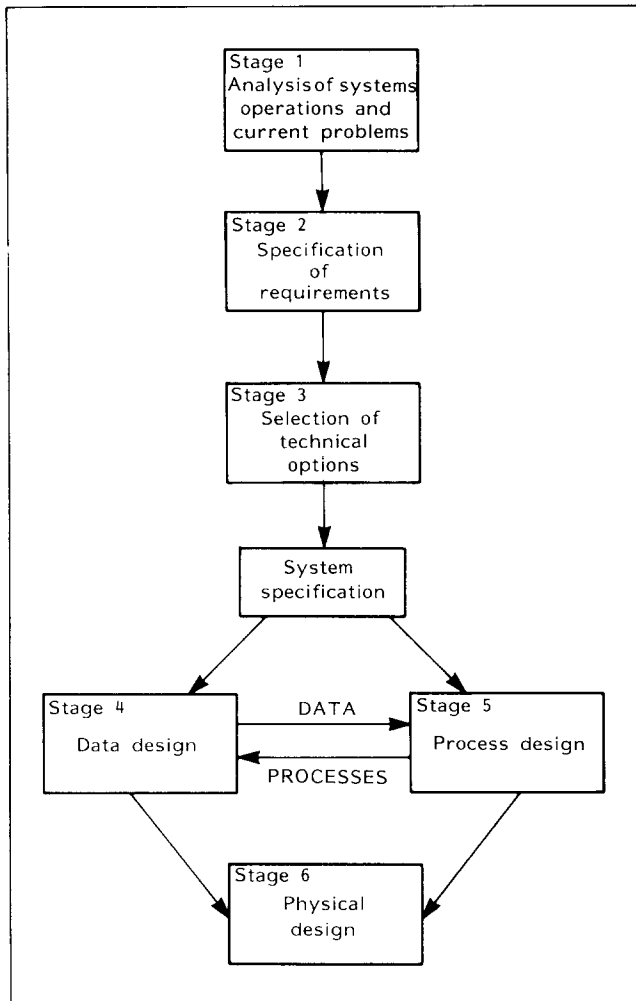 Stage 1
Analysis of systems
operations and
current problems
Stage 2
Specification
of
requirements
Stage 3
Selection of
technical
options
System
specification
Stage 4
Data design
DATA
PROCESSES
Stage 5
Process design
Stage 6
Physical
design